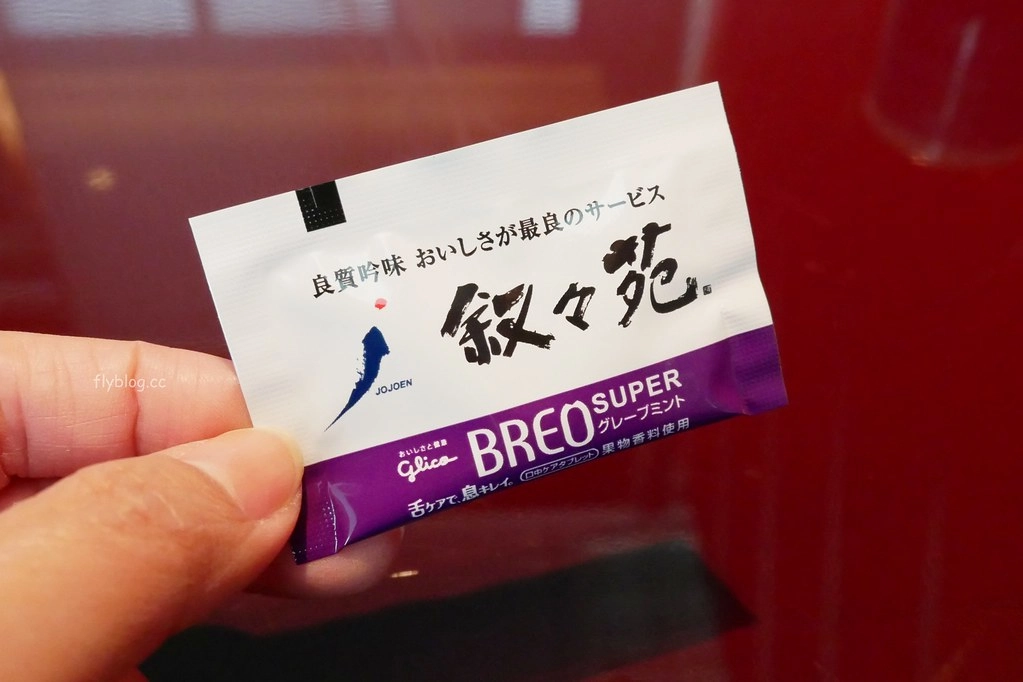 良質吟味 おいしさが最良のサービス
叙々苑
JOJOEN
おいしさと健康
Glico
BREO SUPER
グレープミント
舌ケアで、息キレイ。
口中ケアタブレット 果物香料使用
flyblog.cc